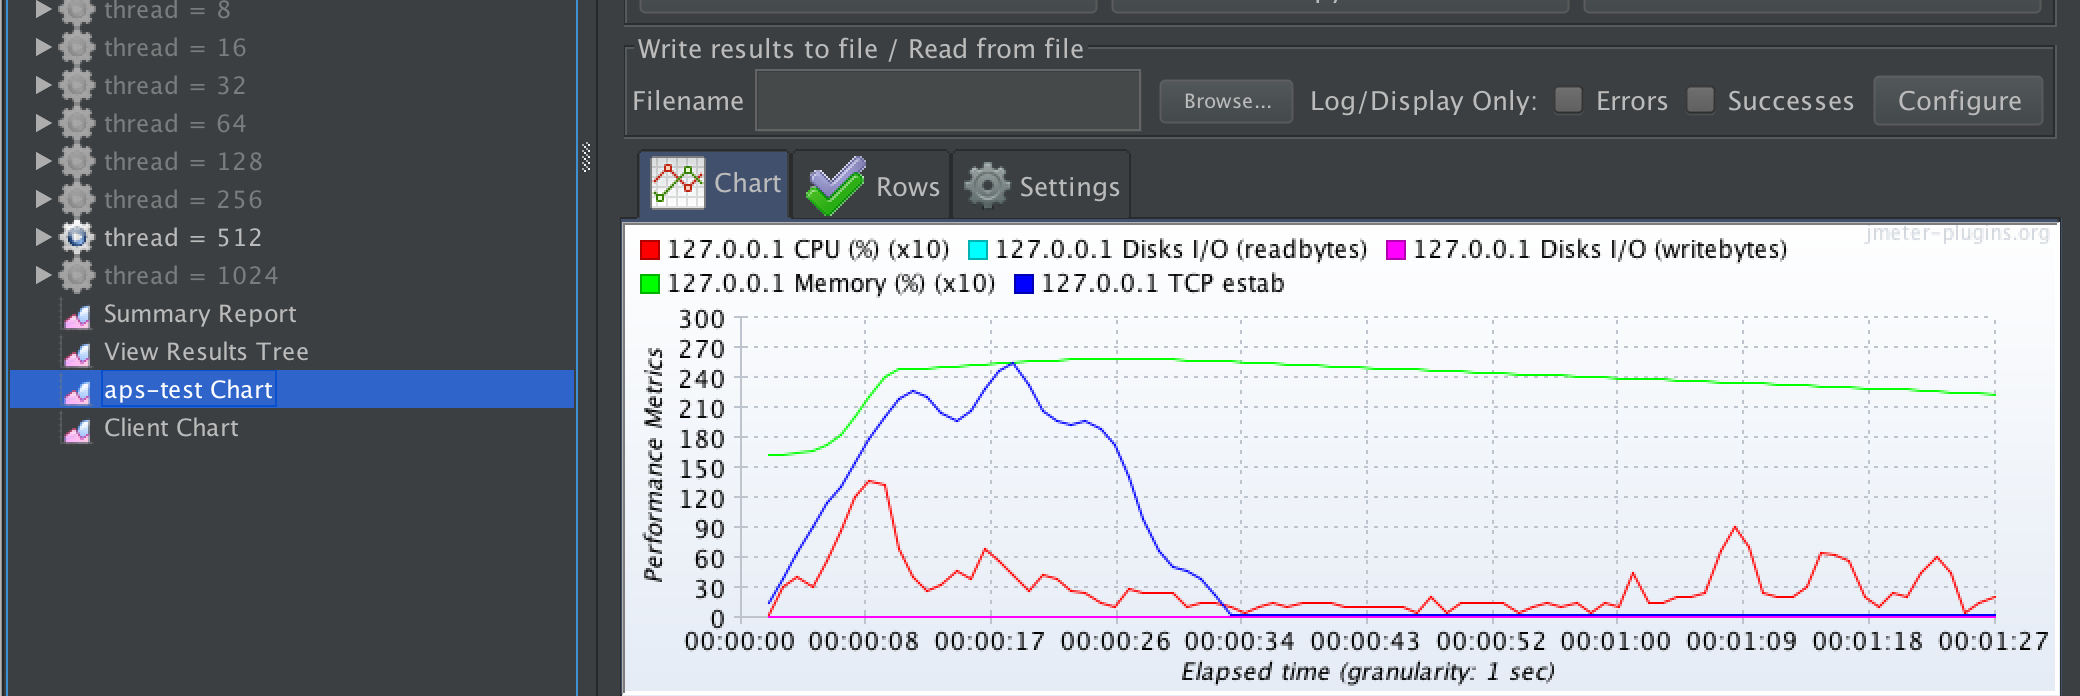 thread = 8
thread = 16
thread = 32
thread = 64
thread = 128
thread = 256
thread = 512
thread = 1024
Summary Report
View Results Tree
aps-test Chart
Client Chart
Write results to file / Read from file
Filename Browse... Log/Display Only: Errors Successes Configure
Chart Rows Settings
jmeter-plugins.org
127.0.0.1 CPU (%) (x10) 127.0.0.1 Disks I/O (readbytes) 127.0.0.1 Disks I/O (writebytes)
127.0.0.1 Memory (%) (x10) 127.0.0.1 TCP estab
Performance Metrics
300
270
240
210
180
150
120
90
60
30
0
00:00:00 00:00:08 00:00:17 00:00:26 00:00:34 00:00:43 00:00:52 00:01:00 00:01:09 00:01:18 00:01:27
Elapsed time (granularity: 1 sec)